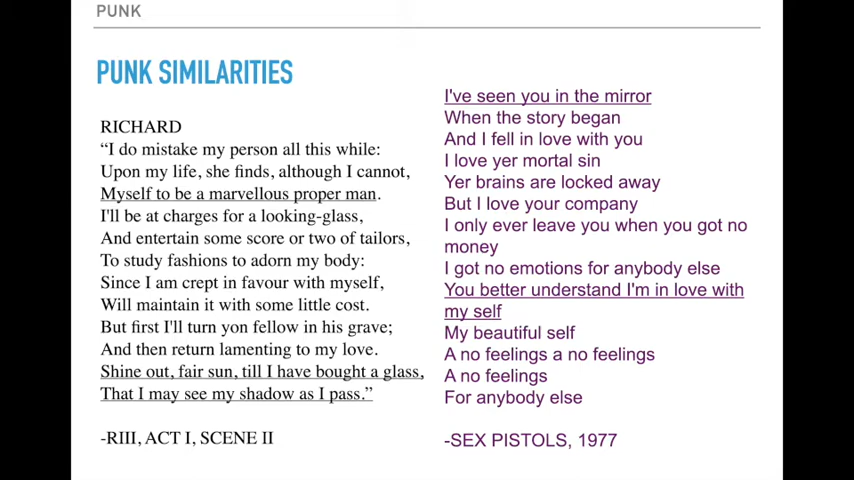 PUNK
PUNK SIMILARITIES
RICHARD
“I do mistake my person all this while:
Upon my life, she finds, although I cannot,
Myself to be a marvellous proper man.
I'll be at charges for a looking-glass,
And entertain some score or two of tailors,
To study fashions to adorn my body:
Since I am crept in favour with myself,
Will maintain it with some little cost.
But first I'll turn yon fellow in his grave;
And then return lamenting to my love.
Shine out, fair sun, till I have bought a glass,
That I may see my shadow as I pass.”
-RIII, ACT I, SCENE II
I've seen you in the mirror
When the story began
And I fell in love with you
I love yer mortal sin
Yer brains are locked away
But I love your company
I only ever leave you when you got no
money
I got no emotions for anybody else
You better understand I'm in love with
my self
My beautiful self
A no feelings a no feelings
A no feelings
For anybody else
-SEX PISTOLS, 1977